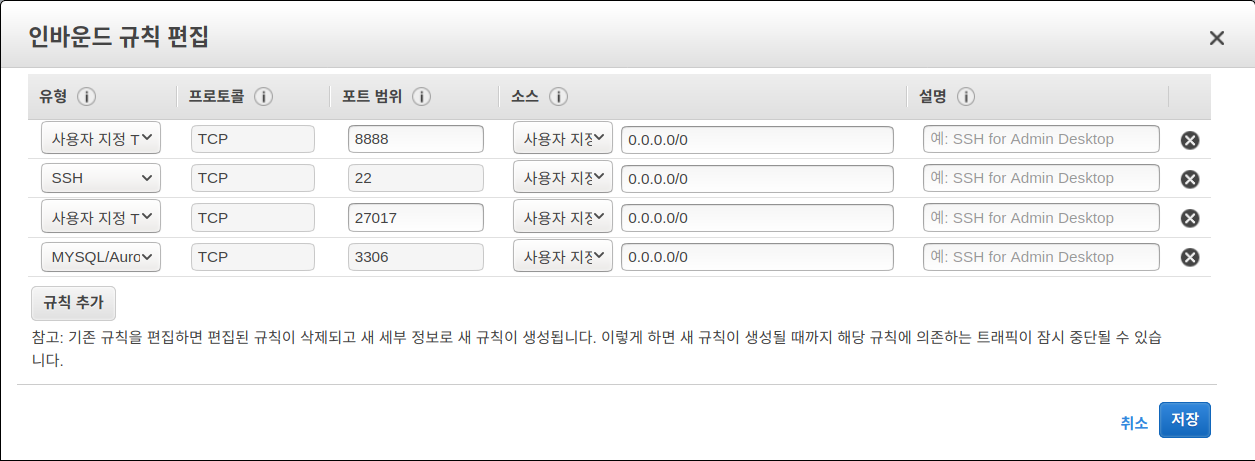 인바운드 규칙 편집
유형 프로토콜 포트 범위 소스 설명
사용자 지정 T TCP 8888 사용자 지정 0.0.0.0/0 예: SSH for Admin Desktop
SSH TCP 22 사용자 지정 0.0.0.0/0 예: SSH for Admin Desktop
사용자 지정 T TCP 27017 사용자 지정 0.0.0.0/0 예: SSH for Admin Desktop
MYSQL/Auro TCP 3306 사용자 지정 0.0.0.0/0 예: SSH for Admin Desktop
규칙 추가
참고: 기존 규칙을 편집하면 편집된 규칙이 삭제되고 새 세부 정보로 새 규칙이 생성됩니다. 이렇게 하면 새 규칙이 생성될 때까지 해당 규칙에 의존하는 트래픽이 잠시 중단될 수 있습
니다.
취소 저장